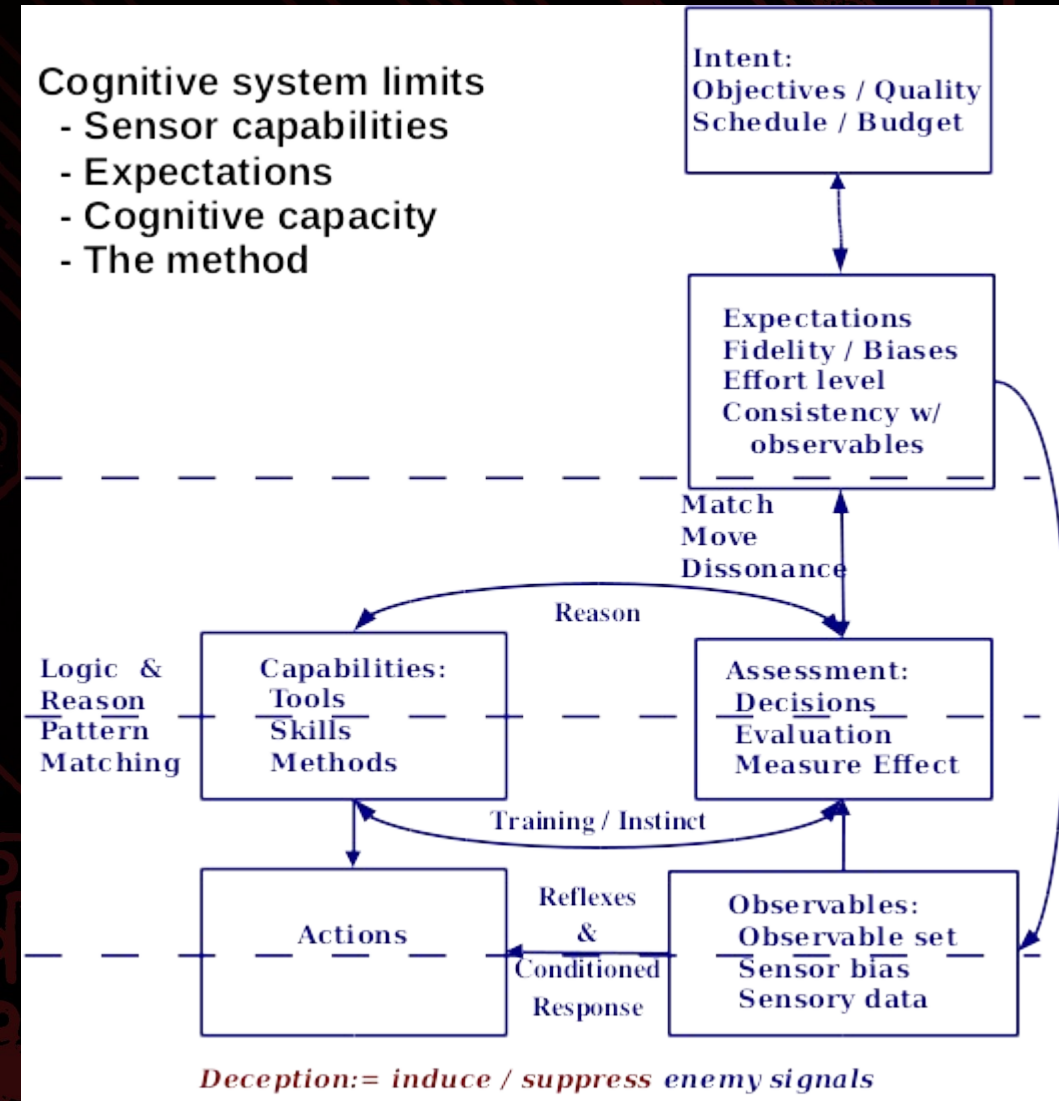 Cognitive system limits
- Sensor capabilities
- Expectations
- Cognitive capacity
- The method
Intent:
Objectives / Quality
Schedule / Budget
Expectations
Fidelity / Biases
Effort level
Consistency w/
observables
Match
Move
Dissonance
Reason
Logic &
Reason
Pattern
Matching
Capabilities:
Tools
Skills
Methods
Assessment:
Decisions
Evaluation
Measure Effect
Training / Instinct
Actions
Reflexes
&
Conditioned
Response
Observables:
Observable set
Sensor bias
Sensory data
Deception:= induce / suppress enemy signals